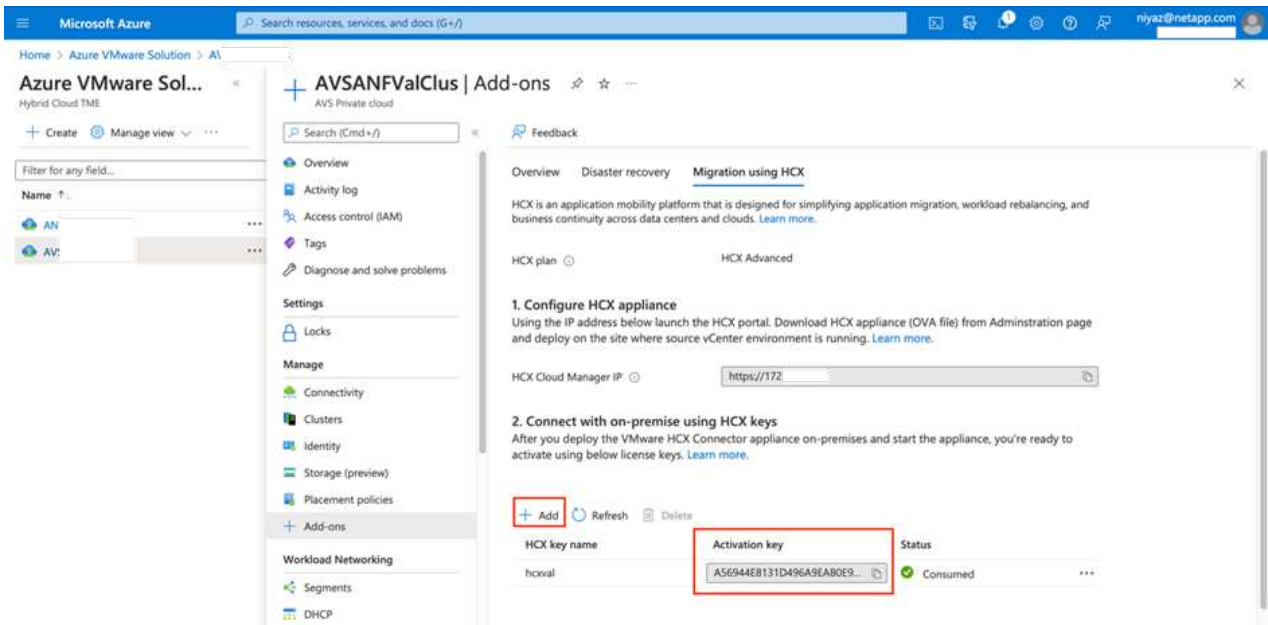 Microsoft Azure
Search resources, services, and docs (G+/)
1
niyaz@netapp.com
Home > Azure VMware Solution > A
Azure VMware Sol...
Hybrid Cloud TME
+ Create
Manage view
...
Filter for any field...
Name ↑↓
AN
...
AVS
...
AVSANFValClus | Add-ons
...
AVS Private cloud
Search (Cmd+/)
Overview
Activity log
Access control (IAM)
Tags
Diagnose and solve problems
Settings
Locks
Manage
Connectivity
Clusters
Identity
Storage (preview)
Placement policies
Add-ons
Workload Networking
Segments
DHCP
Feedback
Overview Disaster recovery Migration using HCX
HCX is an application mobility platform that is designed for simplifying application migration, workload rebalancing, and
business continuity across data centers and clouds. Learn more.
HCX plan
HCX Advanced
1. Configure HCX appliance
Using the IP address below launch the HCX portal. Download HCX appliance (OVA file) from Adminstration page
and deploy on the site where source vCenter environment is running. Learn more.
HCX Cloud Manager IP
https://172
2. Connect with on-premise using HCX keys
After you deploy the VMware HCX Connector appliance on-premises and start the appliance, you're ready to
activate using below license keys. Learn more.
+ Add Refresh Delete
HCX key name Activation key Status
hcxval A56944E8131D496A9EAB0E9... Consumed ...